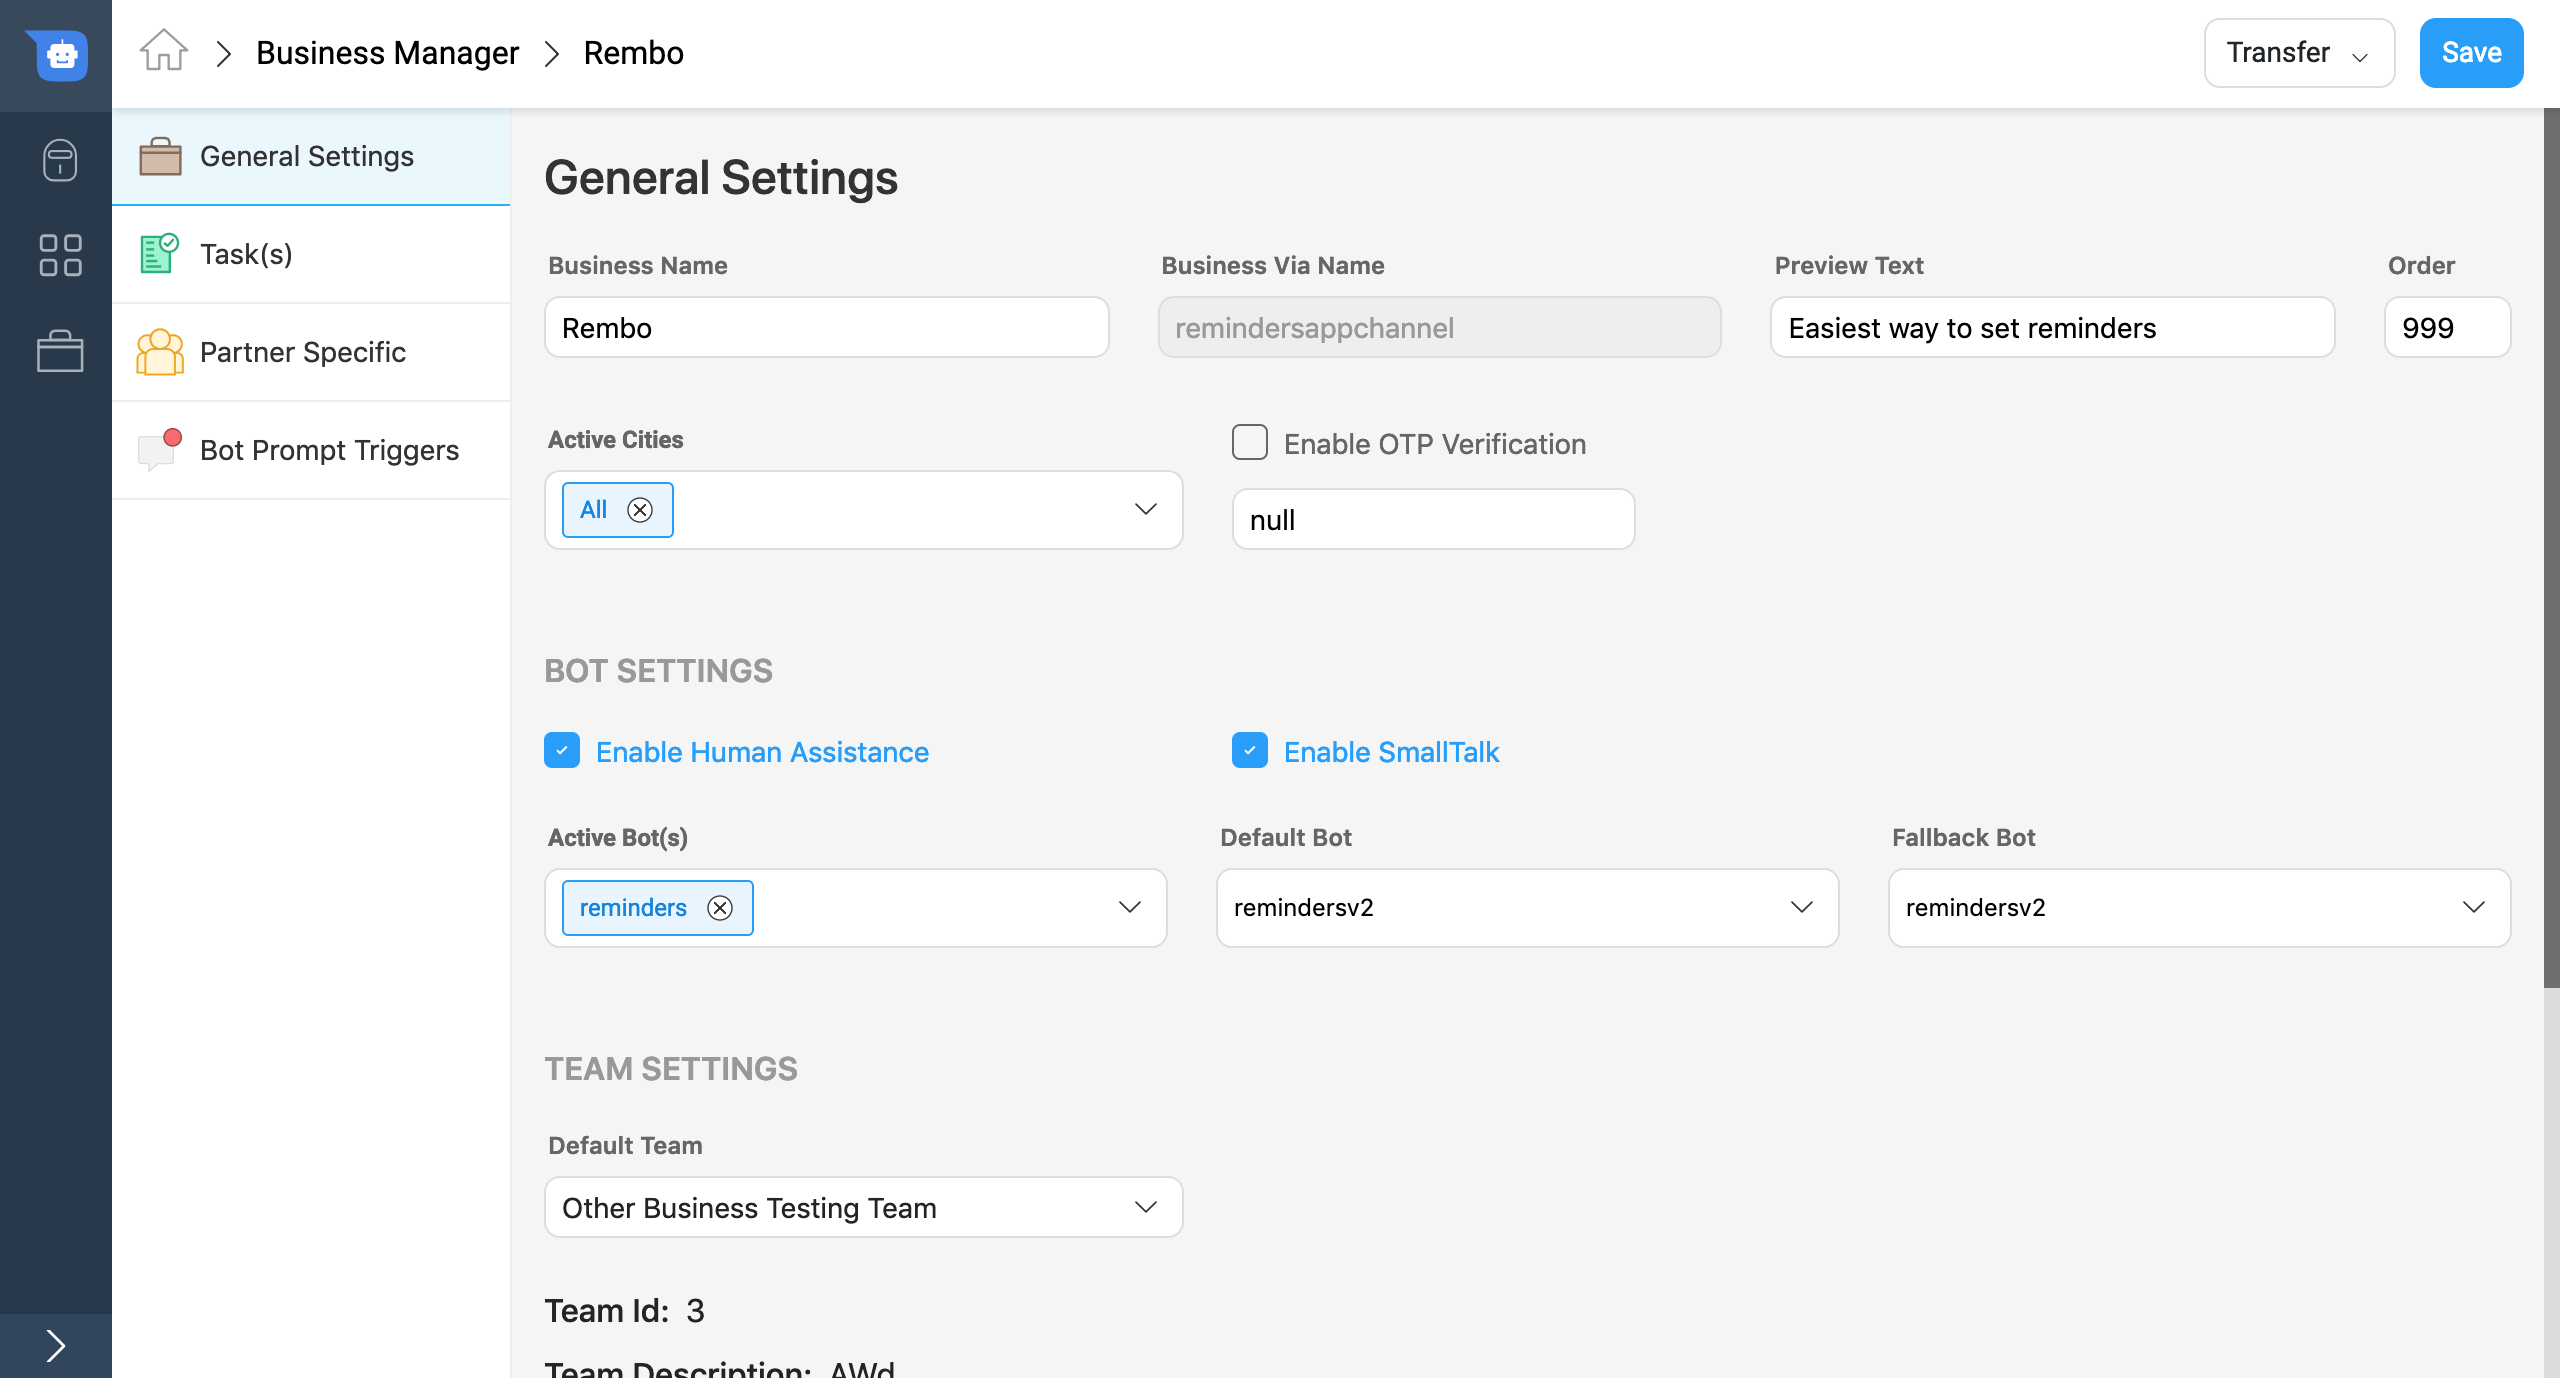 Business Manager
Rembo
Transfer
Save
General Settings
Task(s)
Partner Specific
Bot Prompt Triggers
General Settings
Business Name
Business Via Name
Preview Text
Order
Rembo
remindersappchannel
Easiest way to set reminders
999
Active Cities
Enable OTP Verification
All
null
BOT SETTINGS
Enable Human Assistance
Enable SmallTalk
Active Bot(s)
Default Bot
Fallback Bot
reminders
remindersv2
remindersv2
TEAM SETTINGS
Default Team
Other Business Testing Team
Team Id: 3
Team Description: AWd